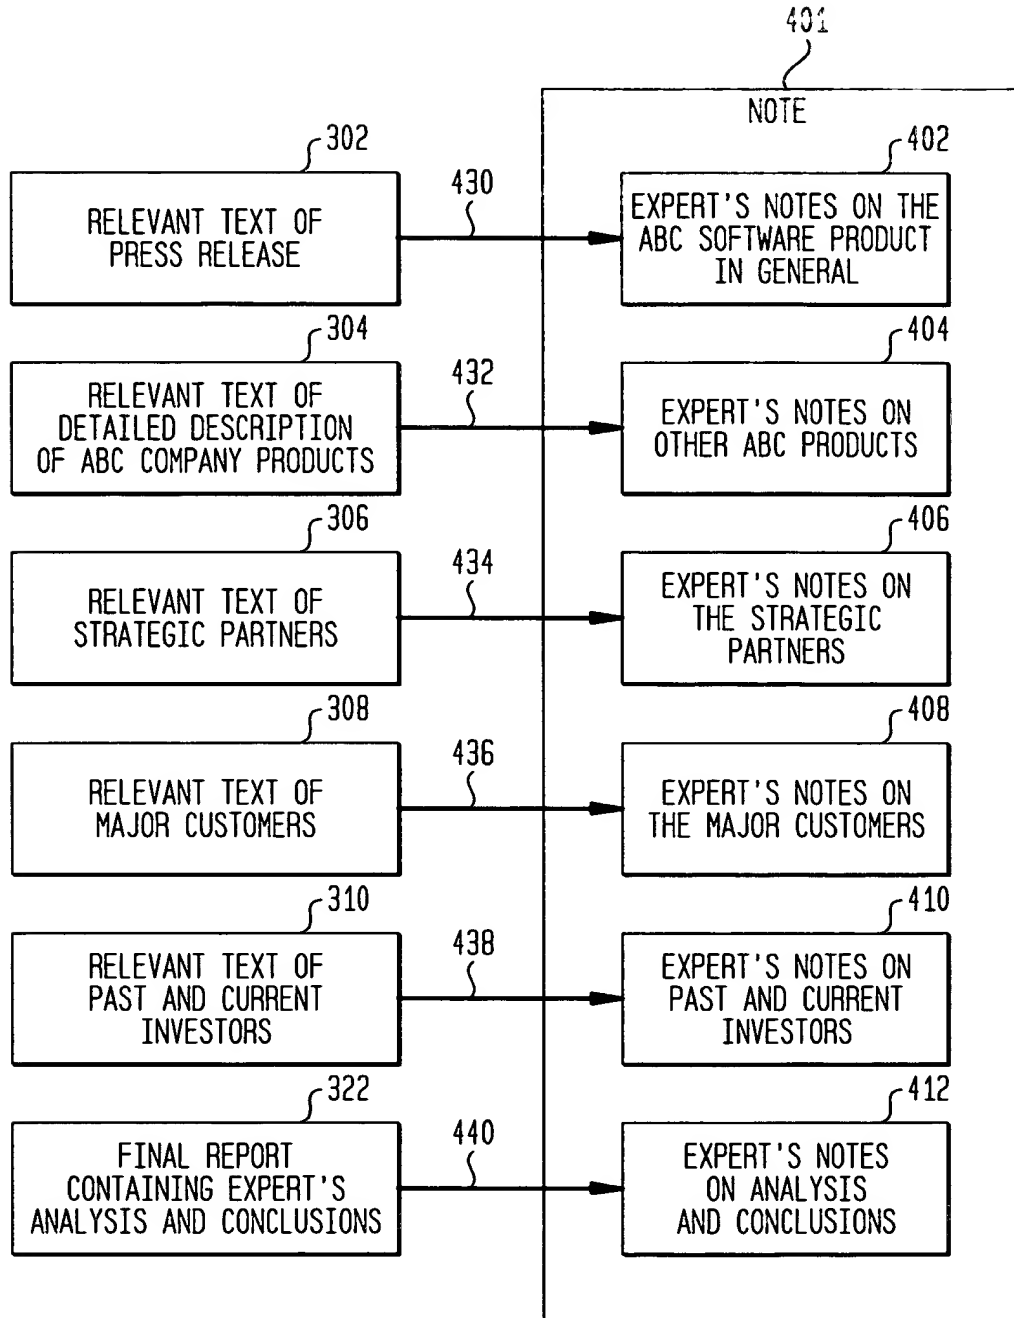 401
NOTE
302
402
RELEVANT TEXT OF
PRESS RELEASE
430
EXPERT'S NOTES ON THE
ABC SOFTWARE PRODUCT
IN GENERAL
304
404
RELEVANT TEXT OF
DETAILED DESCRIPTION
OF ABC COMPANY PRODUCTS
432
EXPERT'S NOTES ON
OTHER ABC PRODUCTS
306
406
RELEVANT TEXT OF
STRATEGIC PARTNERS
434
EXPERT'S NOTES ON
THE STRATEGIC
PARTNERS
308
408
RELEVANT TEXT OF
MAJOR CUSTOMERS
436
EXPERT'S NOTES ON
THE MAJOR CUSTOMERS
310
410
RELEVANT TEXT OF
PAST AND CURRENT
INVESTORS
438
EXPERT'S NOTES ON
PAST AND CURRENT
INVESTORS
322
412
FINAL REPORT
CONTAINING EXPERT'S
ANALYSIS AND CONCLUSIONS
440
EXPERT'S NOTES
ON ANALYSIS
AND CONCLUSIONS